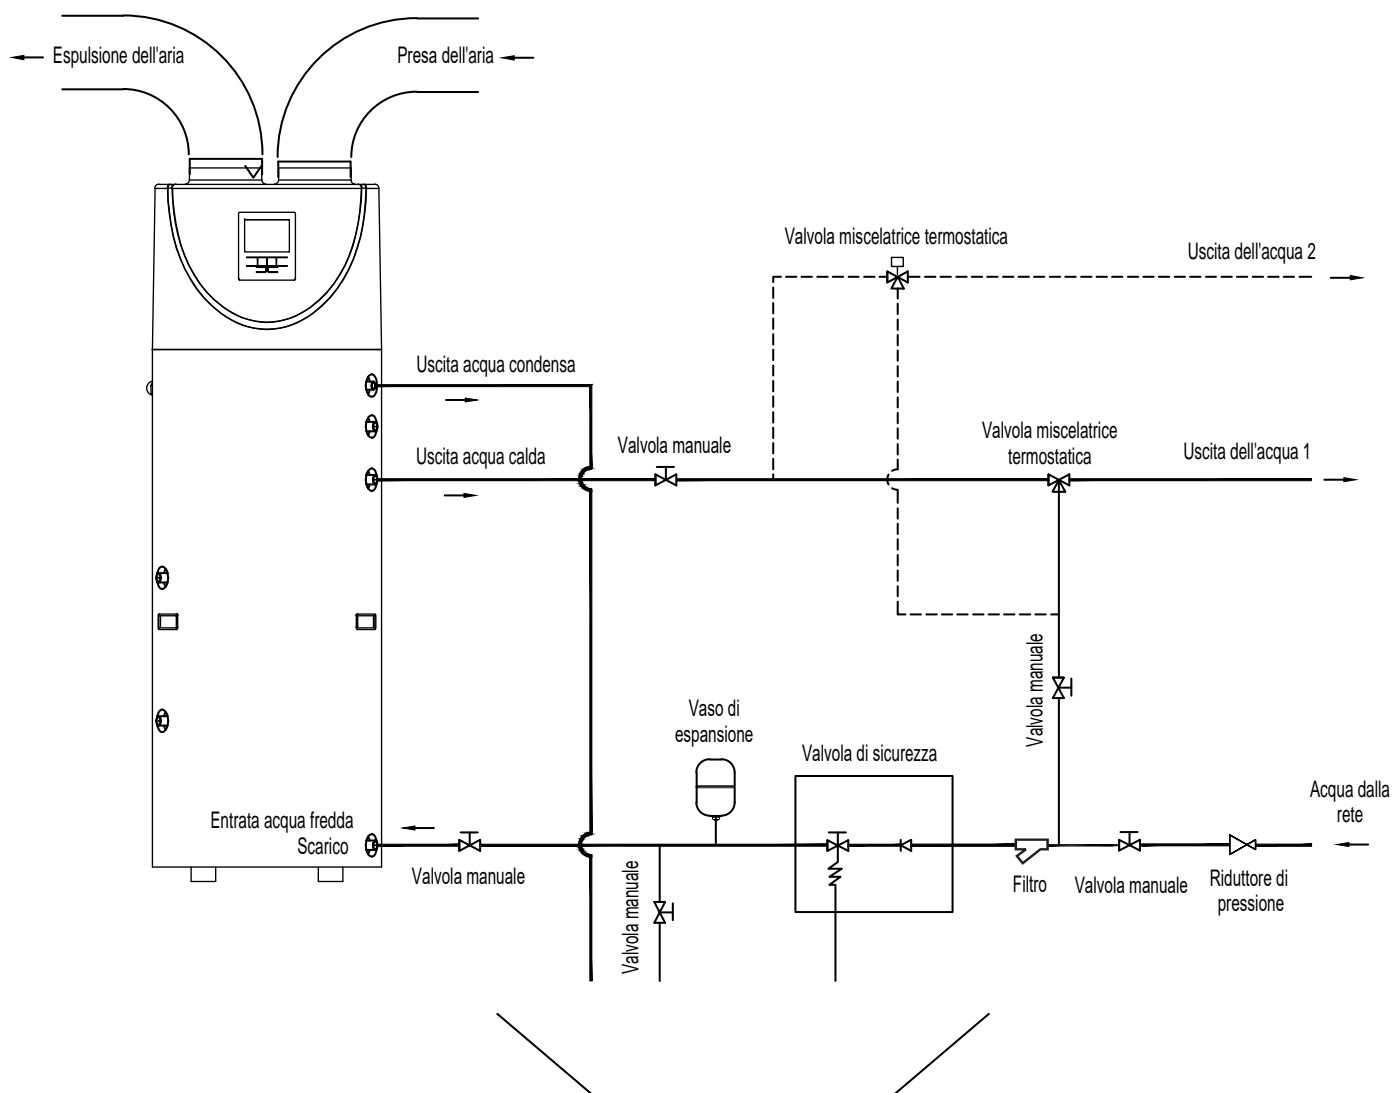 Espulsione dell'aria
Presa dell'aria
Valvola miscelatrice termostatica
Uscita dell'acqua 2
Uscita acqua condensa
Valvola manuale
Valvola miscelatrice
termostatica
Uscita dell'acqua 1
Uscita acqua calda
Valvola manuale
Vaso di
espansione
Valvola di sicurezza
Acqua dalla
rete
Entrata acqua fredda
Scarico
Valvola manuale
Valvola manuale
Filtro
Valvola manuale
Riduttore di
pressione